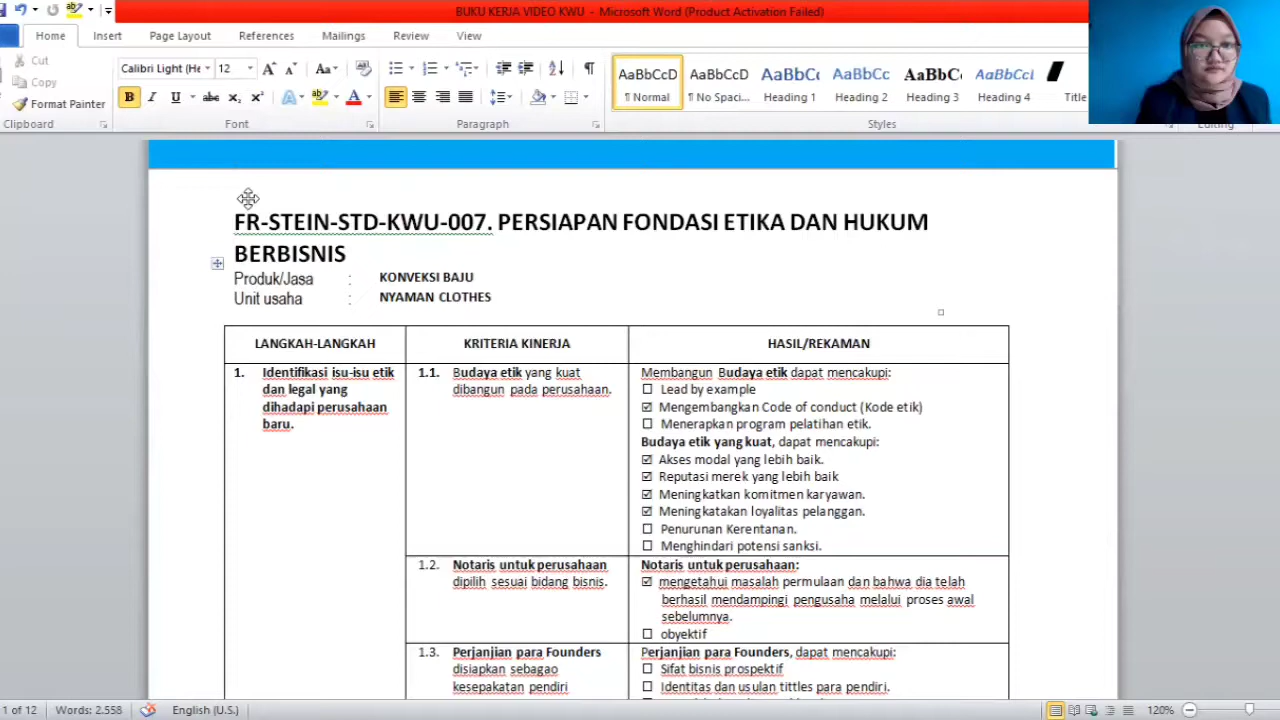 BUKU KERJA VIDEO KWU - Microsoft Word (Product Activation Failed)
Home Insert Page Layout References Mailings Review View
Cut
Copy
Format Painter
Calibri Light (He 12
AaBbCcD AaBbCcD AaBbCc AaBbCc AaBbCc AaBbCcI
¶ Normal ¶ No Spaci... Heading 1 Heading 2 Heading 3 Heading 4 Title
Clipboard Font Paragraph Styles Editing
FR-STEIN-STD-KWU-007. PERSIAPAN FONDASI ETIKA DAN HUKUM
BERBISNIS
Produk/Jasa : KONVEKSI BAJU
Unit usaha : NYAMAN CLOTHES
LANGKAH-LANGKAH KRITERIA KINERJA HASIL/REKAMAN
1. Identifikasi isu-isu etik
dan legal yang
dihadapi perusahaan
baru.
1.1. Budaya etik yang kuat
dibangun pada perusahaan.
Membangun Budaya etik dapat mencakupi:
☐ Lead by example
☑ Mengembangkan Code of conduct (Kode etik)
☐ Menerapkan program pelatihan etik.
Budaya etik yang kuat, dapat mencakupi:
☑ Akses modal yang lebih baik.
☑ Reputasi merek yang lebih baik
☑ Meningkatkan komitmen karyawan.
☑ Meningkatakan loyalitas pelanggan.
☐ Penurunan Kerentanan.
☐ Menghindari potensi sanksi.
1.2. Notaris untuk perusahaan
dipilih sesuai bidang bisnis.
Notaris untuk perusahaan:
☑ mengetahui masalah permulaan dan bahwa dia telah
berhasil mendampingi pengusaha melalui proses awal
sebelumnya.
☐ obyektif
1.3. Perjanjian para Founders
disiapkan sebagao
kesepakatan pendiri
Perjanjian para Founders, dapat mencakupi:
☐ Sifat bisnis prospektif
☐ Identitas dan usulan tittles para pendiri.
1 of 12 Words: 2.558 English (U.S.) 120%